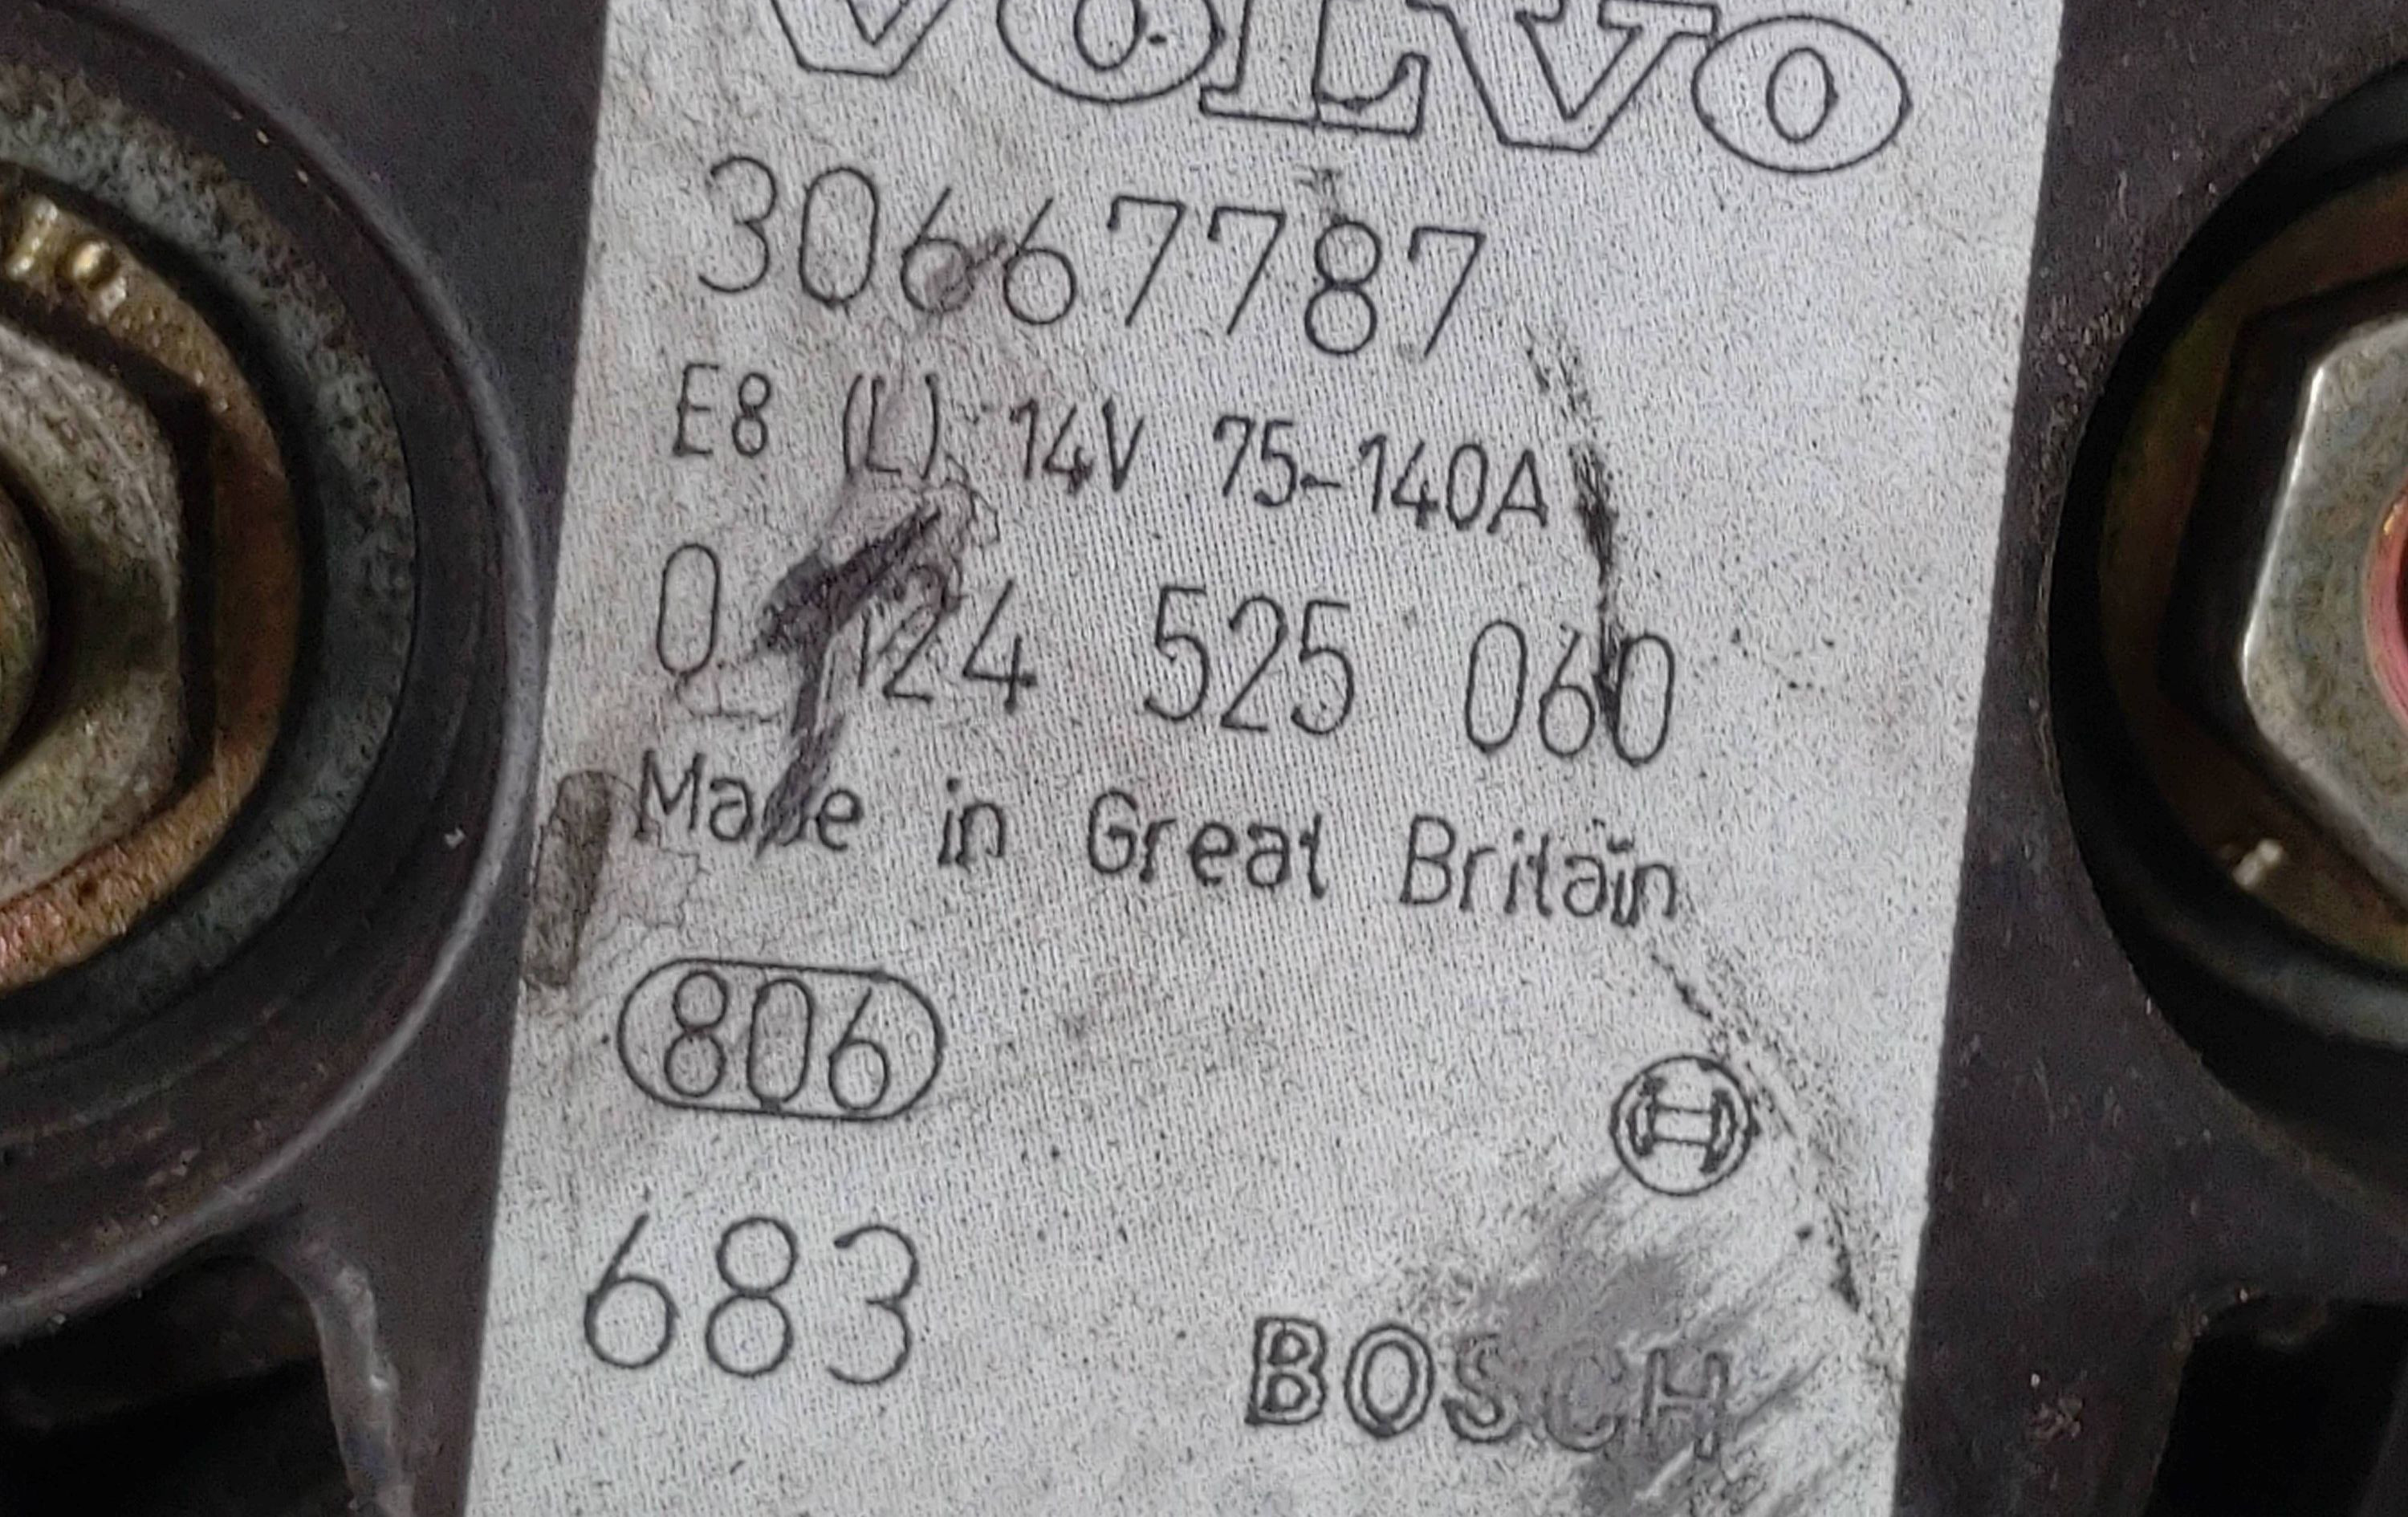 VOLVO
30667787
E8 (L) 14V 75-140A
0 124 525 060
Made in Great Britain
806
683
BOSCH